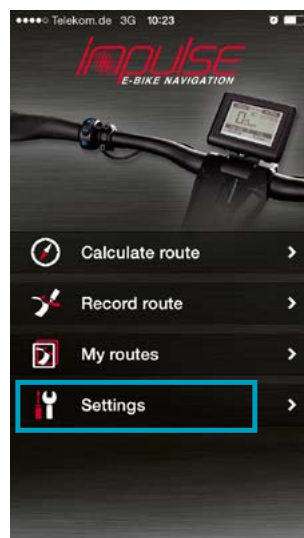 ●●●●○ Telekom.de 3G 10:23
Impulse
E-BIKE NAVIGATION
Calculate route
Record route
My routes
Settings